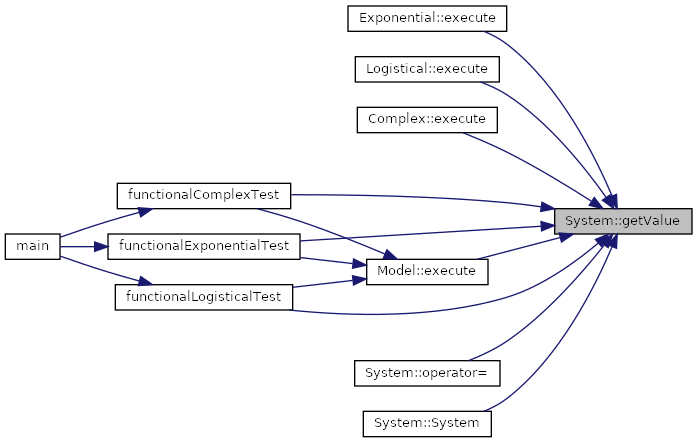 Exponential::execute
Logistical::execute
Complex::execute
functionalComplexTest
System::getValue
main
functionalExponentialTest
Model::execute
functionalLogisticalTest
System::operator=
System::System